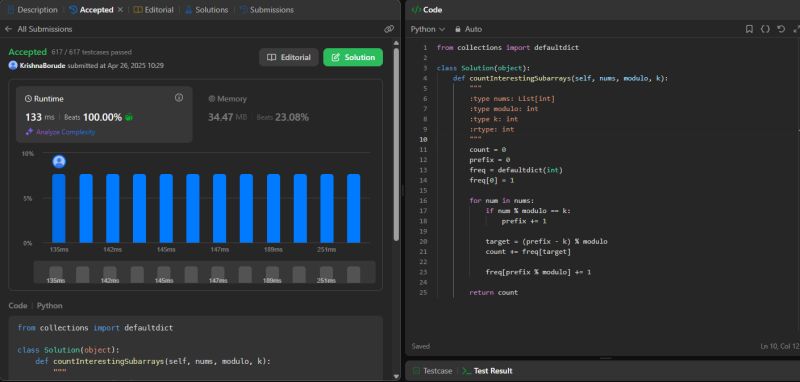 Description | Accepted × | Editorial | Solutions | Submissions
← All Submissions
Accepted 617 / 617 testcases passed
KrishnaBorude submitted at Apr 26, 2025 10:29
Editorial
Solution
Runtime
133 ms | Beats 100.00%
Analyze Complexity
Memory
34.47 MB | Beats 23.08%
10%
5%
0%
135ms 142ms 145ms 147ms 189ms 251ms
135ms 142ms 145ms 147ms 189ms 251ms
Code | Python
from collections import defaultdict
class Solution(object):
def countInterestingSubarrays(self, nums, modulo, k):
"""
</> Code
Python Auto
1 from collections import defaultdict
2
3 class Solution(object):
4 def countInterestingSubarrays(self, nums, modulo, k):
5 """
6 :type nums: List[int]
7 :type modulo: int
8 :type k: int
9 :rtype: int
10 """
11 count = 0
12 prefix = 0
13 freq = defaultdict(int)
14 freq[0] = 1
15
16 for num in nums:
17 if num % modulo == k:
18 prefix += 1
19
20 target = (prefix - k) % modulo
21 count += freq[target]
22
23 freq[prefix % modulo] += 1
24
25 return count
Saved
Ln 10, Col 12
Testcase | >_ Test Result